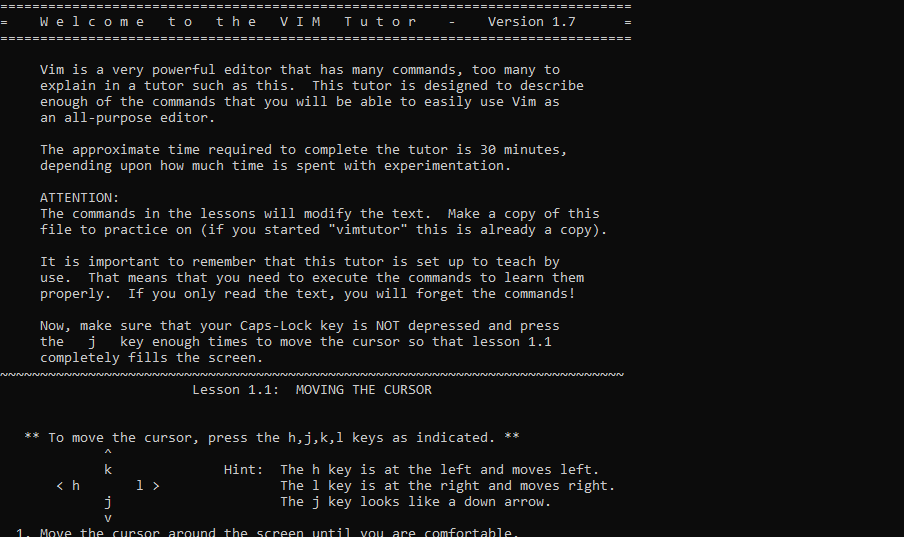 ===============================================================================
=    W e l c o m e   t o   t h e   V I M   T u t o r    -    Version 1.7      =
===============================================================================

     Vim is a very powerful editor that has many commands, too many to
     explain in a tutor such as this.  This tutor is designed to describe
     enough of the commands that you will be able to easily use Vim as
     an all-purpose editor.

     The approximate time required to complete the tutor is 30 minutes,
     depending upon how much time is spent with experimentation.

     ATTENTION:
     The commands in the lessons will modify the text.  Make a copy of this
     file to practice on (if you started "vimtutor" this is already a copy).

     It is important to remember that this tutor is set up to teach by
     use.  That means that you need to execute the commands to learn them
     properly.  If you only read the text, you will forget the commands!

     Now, make sure that your Caps-Lock key is NOT depressed and press
     the   j   key enough times to move the cursor so that lesson 1.1
     completely fills the screen.
~~~~~~~~~~~~~~~~~~~~~~~~~~~~~~~~~~~~~~~~~~~~~~~~~~~~~~~~~~~~~~~~~~~~~~~~~~~~~~
                        Lesson 1.1:  MOVING THE CURSOR


   ** To move the cursor, press the h,j,k,l keys as indicated. **
             ^
             k              Hint:  The h key is at the left and moves left.
       < h       l >               The l key is at the right and moves right.
             j                     The j key looks like a down arrow.
             v
  1. Move the cursor around the screen until you are comfortable.